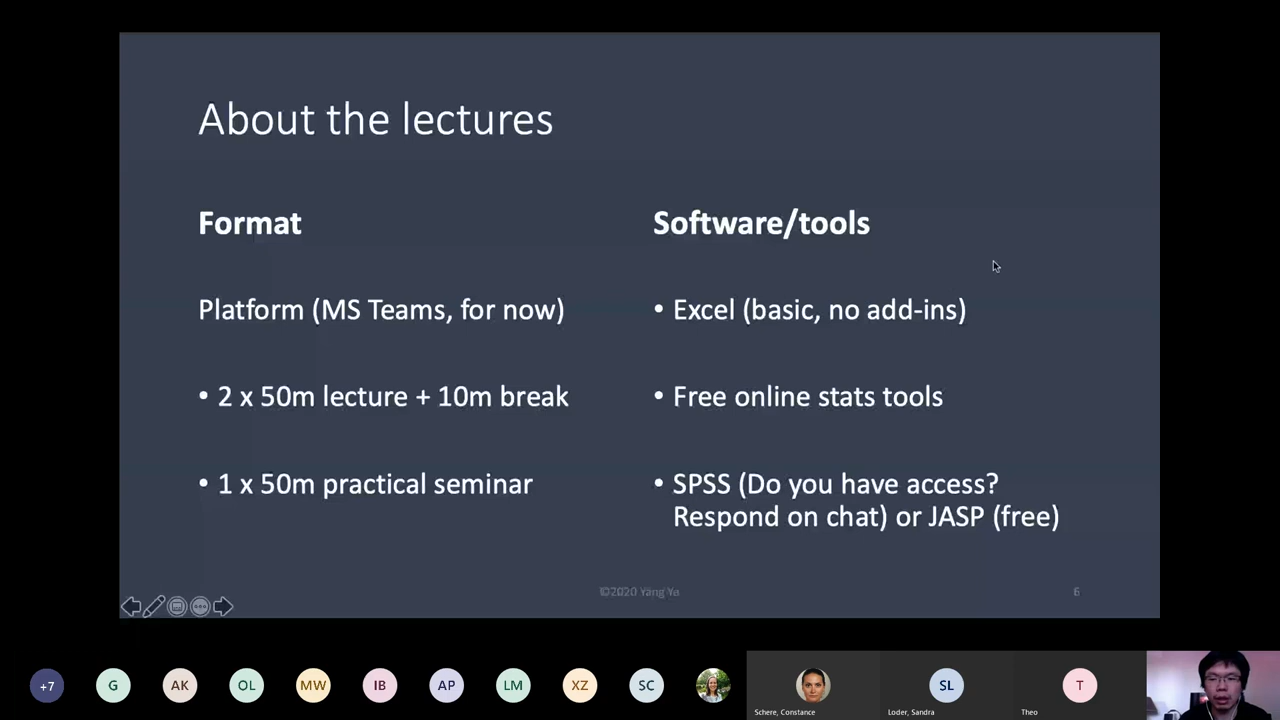 About the lectures
Format
Platform (MS Teams, for now)
• 2 x 50m lecture + 10m break
• 1 x 50m practical seminar
Software/tools
• Excel (basic, no add-ins)
• Free online stats tools
• SPSS (Do you have access?
Respond on chat) or JASP (free)
©2020 Yang Ye
6
+7
G
AK
OL
MW
IB
AP
LM
XZ
SC
Schere, Constance
SL
Loder, Sandra
T
Theo